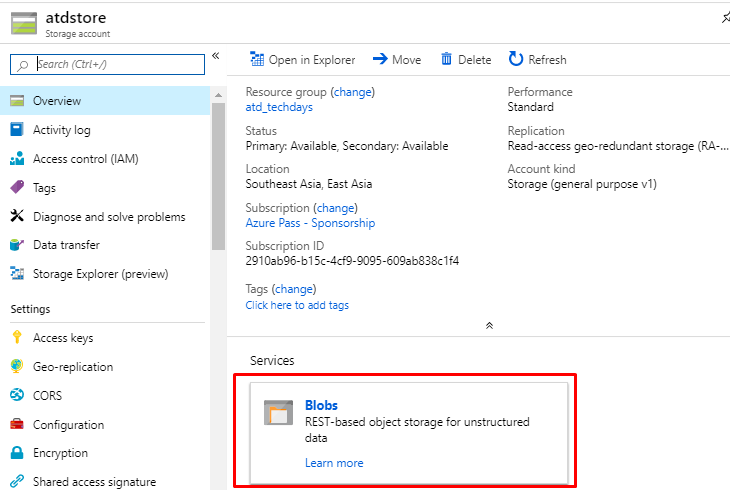 atdstore
Storage account
Search (Ctrl+/)
Overview
Activity log
Access control (IAM)
Tags
Diagnose and solve problems
Data transfer
Storage Explorer (preview)
Settings
Access keys
Geo-replication
CORS
Configuration
Encryption
Shared access signature
Open in Explorer
Move
Delete
Refresh
Resource group (change)
atd_techdays
Status
Primary: Available, Secondary: Available
Location
Southeast Asia, East Asia
Subscription (change)
Azure Pass - Sponsorship
Subscription ID
2910ab96-b15c-4cf9-9095-609ab838c1f4
Tags (change)
Click here to add tags
Performance
Standard
Replication
Read-access geo-redundant storage (RA-...
Account kind
Storage (general purpose v1)
Services
Blobs
REST-based object storage for unstructured
data
Learn more